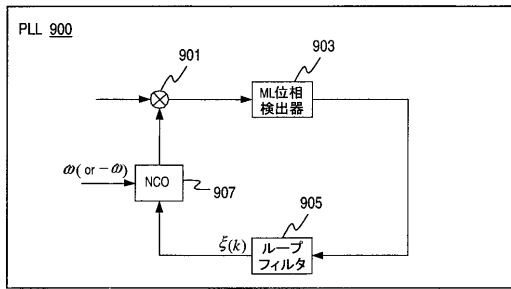 PLL 900
901
903
ML位相
検出器
ω( or −ω)
NCO
907
905
ξ(k)
ループ
フィルタ